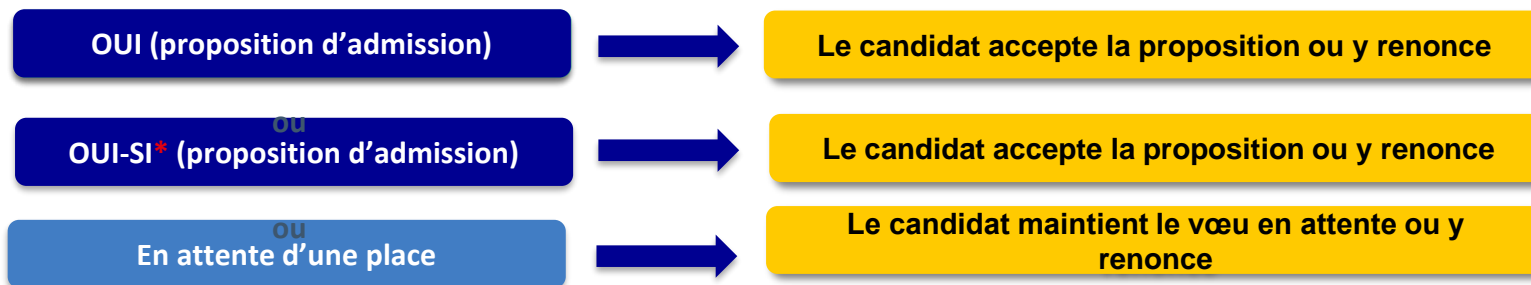 OUI (proposition d’admission)
Le candidat accepte la proposition ou y renonce
ou
OUI-SI* (proposition d’admission)
Le candidat accepte la proposition ou y renonce
ou
En attente d’une place
Le candidat maintient le vœu en attente ou y
renonce